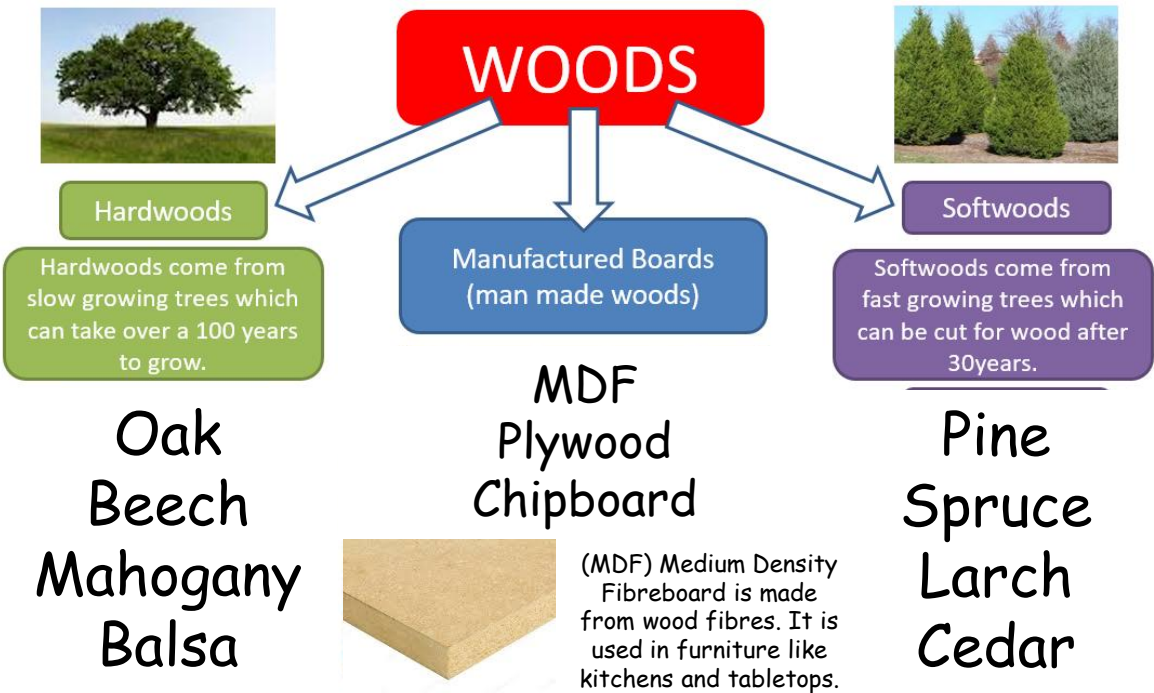 WOODS
Hardwoods
Hardwoods come from
slow growing trees which
can take over a 100 years
to grow.
Oak
Beech
Mahogany
Balsa
Manufactured Boards
(man made woods)
MDF
Plywood
Chipboard
(MDF) Medium Density
Fibreboard is made
from wood fibres. It is
used in furniture like
kitchens and tabletops.
Softwoods
Softwoods come from
fast growing trees which
can be cut for wood after
30years.
Pine
Spruce
Larch
Cedar